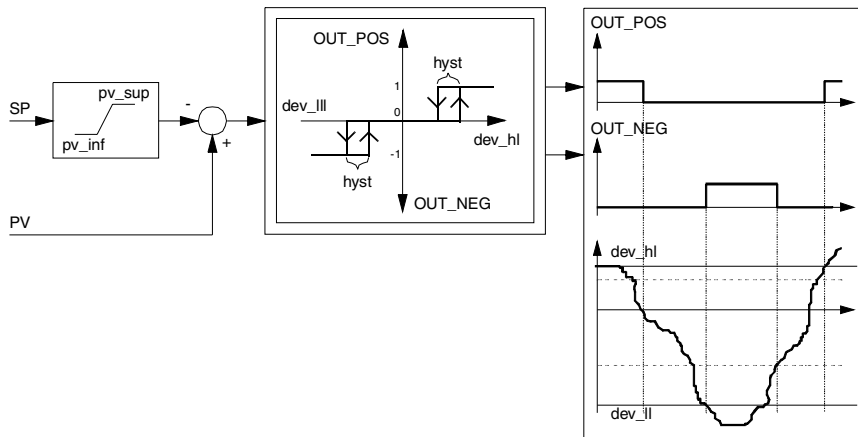 SP
pv_sup
pv_inf
-
+
PV
OUT_POS
hyst
1
0
dev_lll
dev_hl
-1
hyst
OUT_NEG
OUT_POS
OUT_NEG
dev_hl
dev_ll